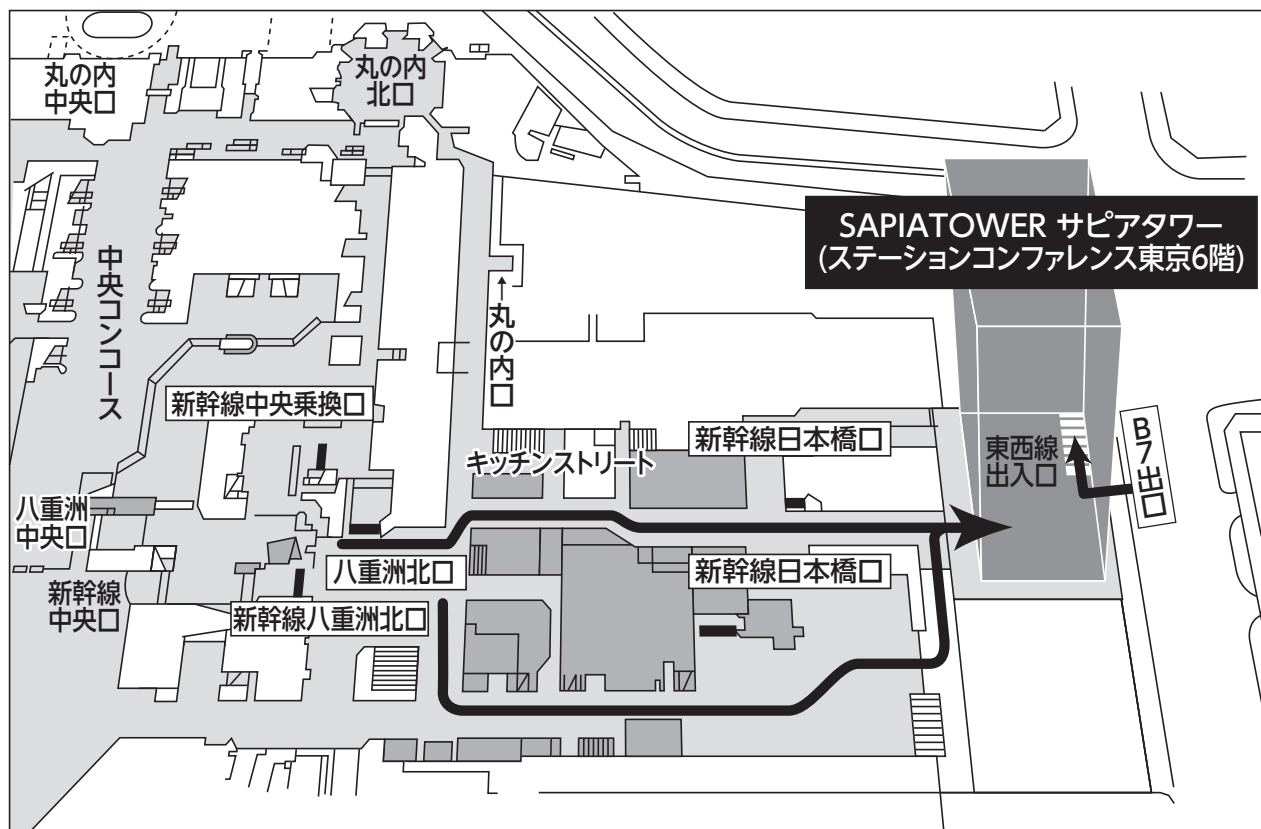 丸の内
中央口
丸の内
北口
SAPIATOWER サピアタワー
(ステーションコンファレンス東京6階)
中央コンコース
←丸の内口
新幹線中央乗換口
新幹線日本橋口
キッチンストリート
東西線
出入口
B7出口
八重洲
中央口
八重洲北口
新幹線日本橋口
新幹線
中央口
新幹線八重洲北口